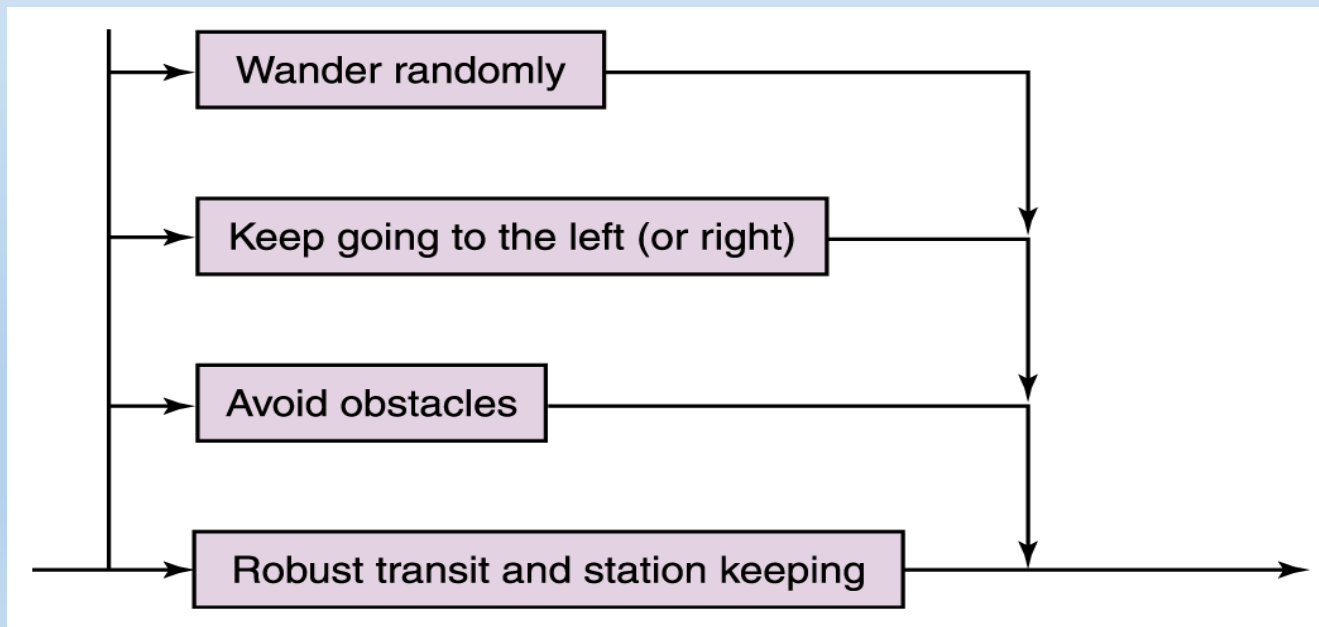 Wander randomly
Keep going to the left (or right)
Avoid obstacles
Robust transit and station keeping